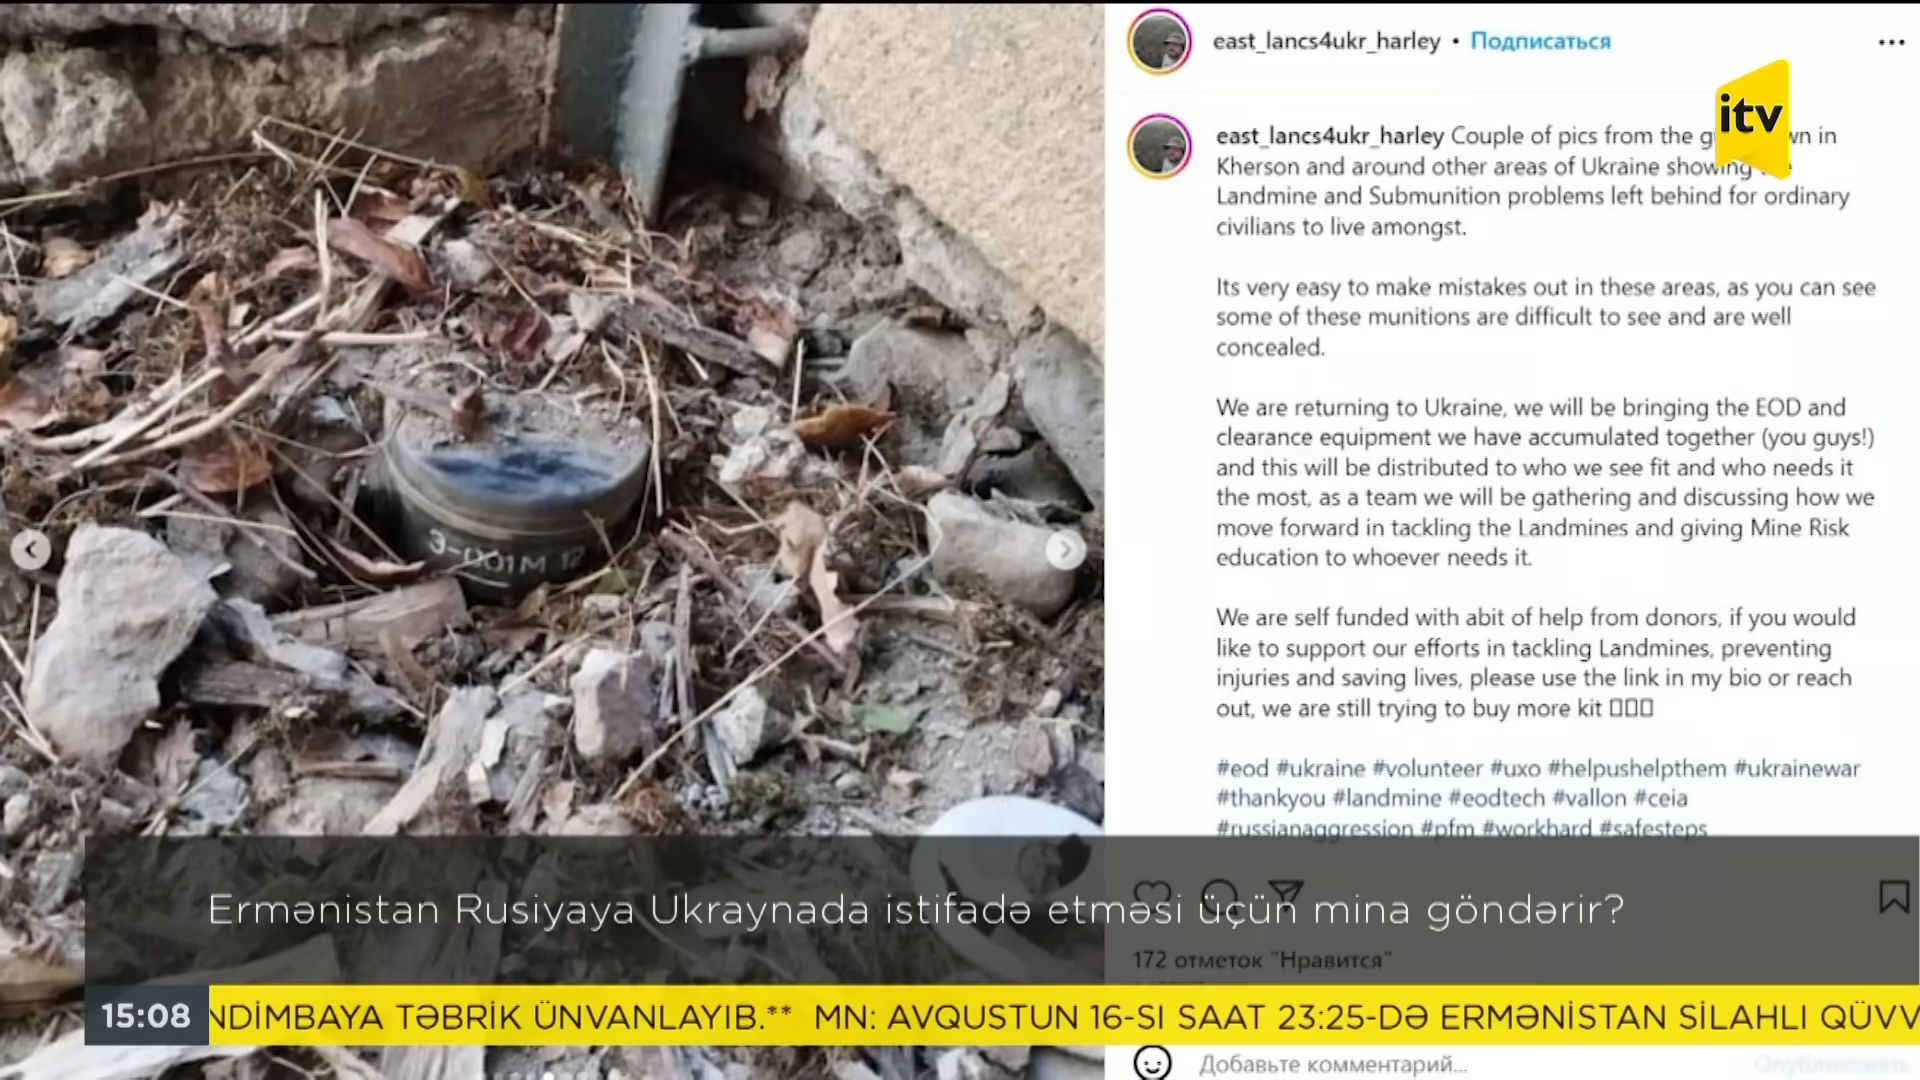 east_lancs4ukr_harley • Подписаться
itv
east_lancs4ukr_harley Couple of pics from the in
Kherson and around other areas of Ukraine showing
Landmine and Submunition problems left behind for ordinary
civilians to live amongst.
Its very easy to make mistakes out in these areas, as you can see
some of these munitions are difficult to see and are well
concealed.
We are returning to Ukraine, we will be bringing the EOD and
clearance equipment we have accumulated together (you guys!)
and this will be distributed to who we see fit and who needs it
the most, as a team we will be gathering and discussing how we
move forward in tackling the Landmines and giving Mine Risk
education to whoever needs it.
We are self funded with abit of help from donors, if you would
like to support our efforts in tackling Landmines, preventing
injuries and saving lives, please use the link in my bio or reach
out, we are still trying to buy more kit
#eod #ukraine #volunteer #uxo #helpushelpthem #ukrainewar
#thankyou #landmine #eodtech #vallon #ceia
#russianaggression #pfm #workhard #safesteps
Э-001М 12
Ermənistan Rusiyaya Ukraynada istifadə etməsi üçün mina göndərir?
172 отметок "Нравится"
15:08 NDİMBAYA TƏBRİK ÜNVANLAYIB.** MN: AVQUSTUN 16-SI SAAT 23:25-DƏ ERMƏNİSTAN SİLAHLI QÜVV
Добавьте комментарий...
Опубликовать